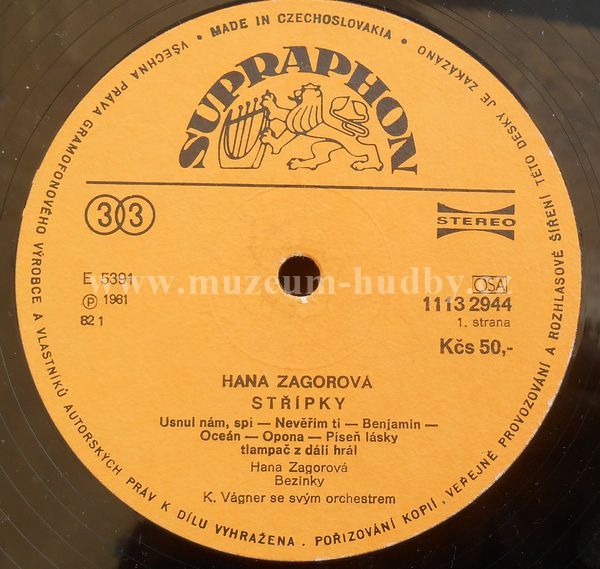 VŠECHNA PRÁVA GRAMOFONOVÉHO VÝROBCE A VLASTNÍKŮ AUTORSKÝCH PRÁV K DÍLU VYHRAŽENA. POŘIZOVÁNÍ KOPIÍ, VEŘEJNÉ PROVOZOVÁNÍ A ROZHLASOVÉ ŠÍŘENÍ TÉTO DESKY JE ZAKÁZÁNO • MADE IN CZECHOSLOVAKIA •
SUPRAPHON
33
STEREO
www.muzeum-hudby.cz
E 5391
OSA
Ⓟ 1981
1113 2944
82 1
1. strana
Kčs 50,-
HANA ZAGOROVÁ
STŘÍPKY
Usnul nám, spí — Nevěřím ti — Benjamin —
Oceán — Opona — Píseň lásky
tlampač z dáli hrál
Hana Zagorová
Bezinky
K. Vágner se svým orchestrem